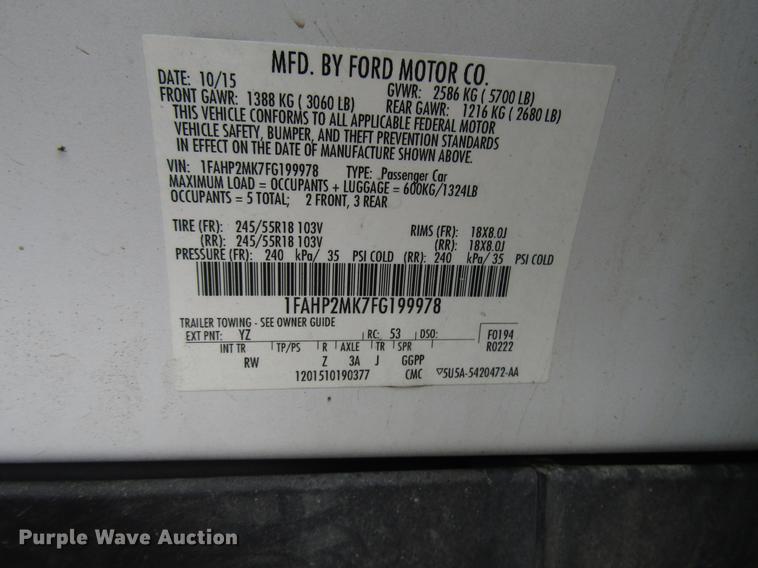 MFD. BY FORD MOTOR CO.
DATE: 10/15 GVWR: 2586 KG ( 5700 LB)
FRONT GAWR: 1388 KG ( 3060 LB) REAR GAWR: 1216 KG ( 2680 LB)
THIS VEHICLE CONFORMS TO ALL APPLICABLE FEDERAL MOTOR
VEHICLE SAFETY, BUMPER, AND THEFT PREVENTION STANDARDS
IN EFFECT ON THE DATE OF MANUFACTURE SHOWN ABOVE.
VIN: 1FAHP2MK7FG199978 TYPE: Passenger Car
MAXIMUM LOAD = OCCUPANTS + LUGGAGE = 600KG/1324LB
OCCUPANTS = 5 TOTAL; 2 FRONT, 3 REAR
TIRE (FR): 245/55R18 103V RIMS (FR): 18X8.0J
(RR): 245/55R18 103V (RR): 18X8.0J
PRESSURE (FR): 240 kPa/ 35 PSI COLD (RR): 240 kPa/ 35 PSI COLD
1FAHP2MK7FG199978
TRAILER TOWING - SEE OWNER GUIDE
EXT PNT: YZ RC: 53 DSO: F0194
INT TR TP/PS R AXLE TR SPR R0222
RW Z 3A J GGPP
1201510190377 CMC ▽5U5A-5420472-AA
Purple Wave Auction